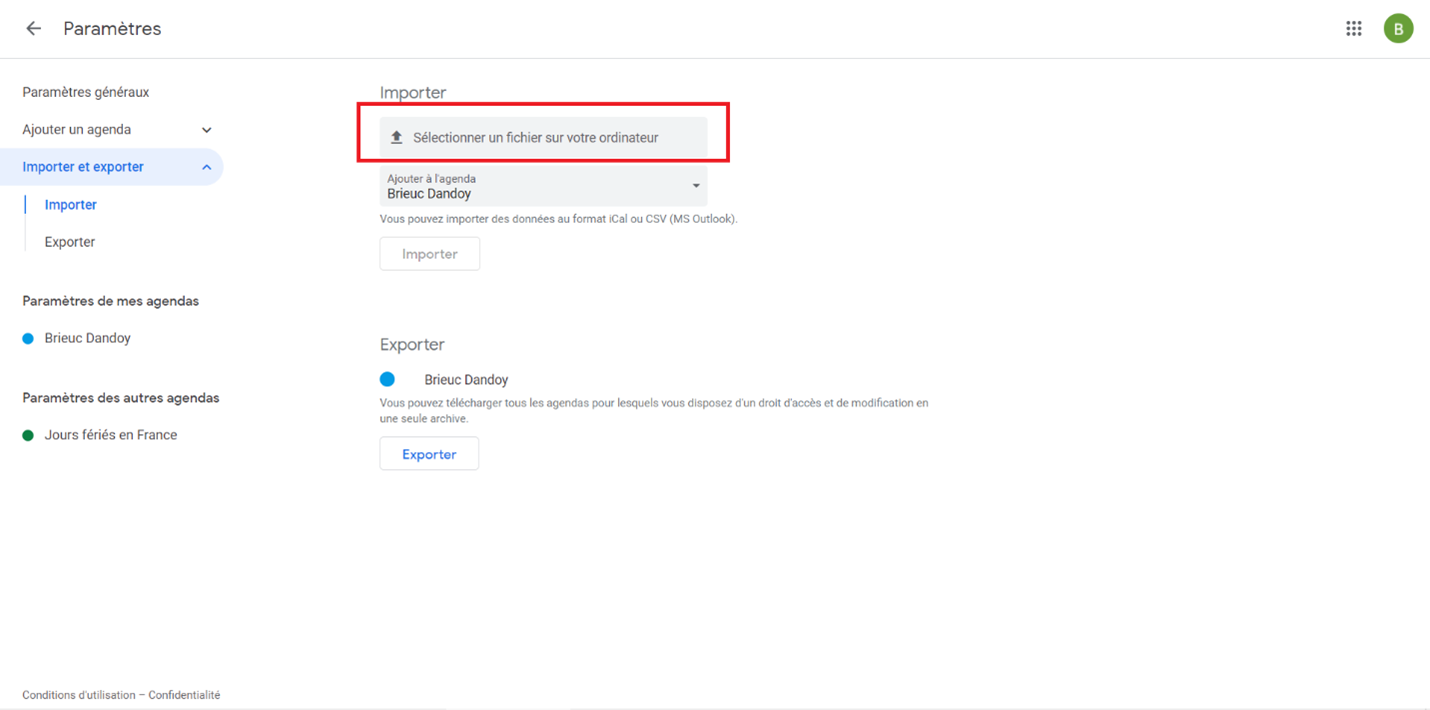 Paramètres
B
Paramètres généraux
Ajouter un agenda
Importer et exporter
Importer
Exporter
Paramètres de mes agendas
Brieuc Dandoy
Paramètres des autres agendas
Jours fériés en France
Importer
Sélectionner un fichier sur votre ordinateur
Ajouter à l'agenda
Brieuc Dandoy
Vous pouvez importer des données au format iCal ou CSV (MS Outlook).
Importer
Exporter
Brieuc Dandoy
Vous pouvez télécharger tous les agendas pour lesquels vous disposez d'un droit d'accès et de modification en
une seule archive.
Exporter
Conditions d'utilisation – Confidentialité